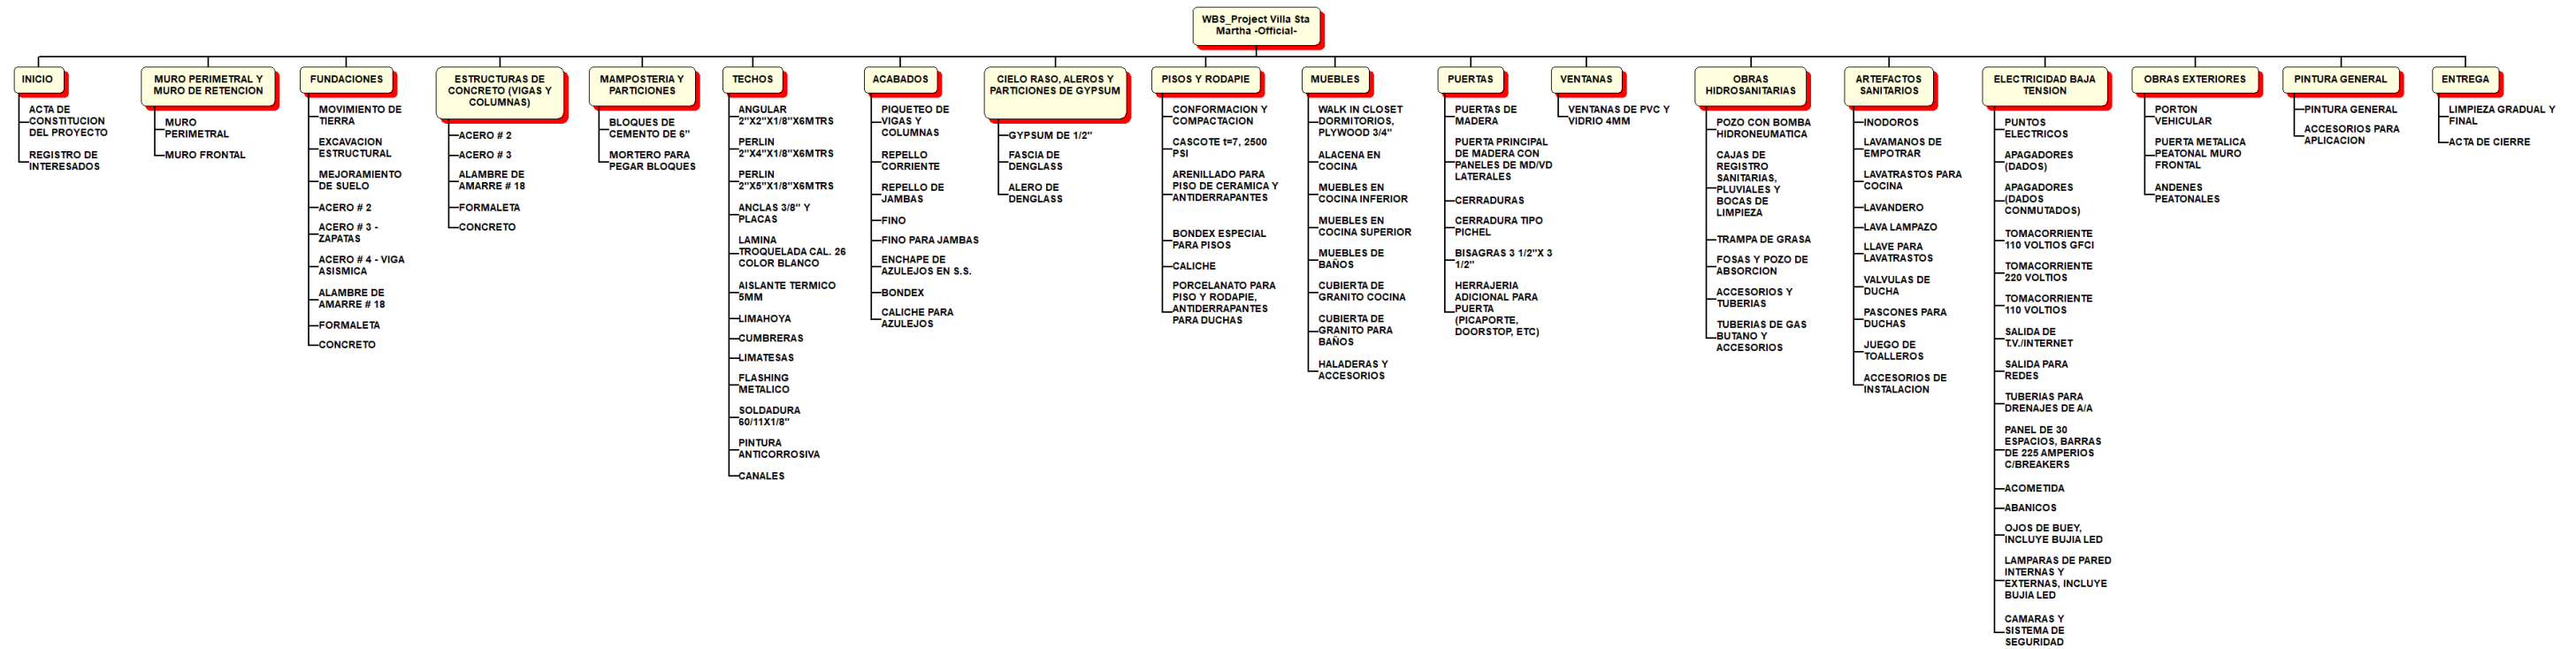 WBS_Project Villa Sta
Martha -Official-
INICIO
ACTA DE
CONSTITUCION
DEL PROYECTO
REGISTRO DE
INTERESADOS
MURO PERIMETRAL Y
MURO DE RETENCION
MURO
PERIMETRAL
MURO FRONTAL
FUNDACIONES
MOVIMIENTO DE
TIERRA
EXCAVACION
ESTRUCTURAL
MEJORAMIENTO
DE SUELO
ACERO # 2
ACERO # 3 -
ZAPATAS
ACERO # 4 - VIGA
ASISMICA
ALAMBRE DE
AMARRE # 18
FORMALETA
CONCRETO
ESTRUCTURAS DE
CONCRETO (VIGAS Y
COLUMNAS)
ACERO # 2
ACERO # 3
ALAMBRE DE
AMARRE # 18
FORMALETA
CONCRETO
MAMPOSTERIA Y
PARTICIONES
BLOQUES DE
CEMENTO DE 6"
MORTERO PARA
PEGAR BLOQUES
TECHOS
ANGULAR
2"X2"X1/8"X6MTRS
PERLIN
2"X4"X1/8"X6MTRS
PERLIN
2"X5"X1/8"X6MTRS
ANCLAS 3/8" Y
PLACAS
LAMINA
TROQUELADA CAL. 26
COLOR BLANCO
AISLANTE TERMICO
5MM
LIMAHOYA
CUMBRERAS
LIMATESAS
FLASHING
METALICO
SOLDADURA
60/11X1/8"
PINTURA
ANTICORROSIVA
CANALES
ACABADOS
PIQUETEO DE
VIGAS Y
COLUMNAS
REPELLO
CORRIENTE
REPELLO DE
JAMBAS
FINO
FINO PARA JAMBAS
ENCHAPE DE
AZULEJOS EN S.S.
BONDEX
CALICHE PARA
AZULEJOS
CIELO RASO, ALEROS Y
PARTICIONES DE GYPSUM
GYPSUM DE 1/2"
FASCIA DE
DENGLASS
ALERO DE
DENGLASS
PISOS Y RODAPIE
CONFORMACION Y
COMPACTACION
CASCOTE t=7, 2500
PSI
ARENILLADO PARA
PISO DE CERAMICA Y
ANTIDERRAPANTES
BONDEX ESPECIAL
PARA PISOS
CALICHE
PORCELANATO PARA
PISO Y RODAPIE,
ANTIDERRAPANTES
PARA DUCHAS
MUEBLES
WALK IN CLOSET
DORMITORIOS,
PLYWOOD 3/4"
ALACENA EN
COCINA
MUEBLES EN
COCINA INFERIOR
MUEBLES EN
COCINA SUPERIOR
MUEBLES DE
BAÑOS
CUBIERTA DE
GRANITO COCINA
CUBIERTA DE
GRANITO PARA
BAÑOS
HALADERAS Y
ACCESORIOS
PUERTAS
PUERTAS DE
MADERA
PUERTA PRINCIPAL
DE MADERA CON
PANELES DE MD/VD
LATERALES
CERRADURAS
CERRADURA TIPO
PICHEL
BISAGRAS 3 1/2"X 3
1/2"
HERRAJERIA
ADICIONAL PARA
PUERTA
(PICAPORTE,
DOORSTOP, ETC)
VENTANAS
VENTANAS DE PVC Y
VIDRIO 4MM
OBRAS
HIDROSANITARIAS
POZO CON BOMBA
HIDRONEUMATICA
CAJAS DE
REGISTRO
SANITARIAS,
PLUVIALES Y
BOCAS DE
LIMPIEZA
TRAMPA DE GRASA
FOSAS Y POZO DE
ABSORCION
ACCESORIOS Y
TUBERIAS
TUBERIAS DE GAS
BUTANO Y
ACCESORIOS
ARTEFACTOS
SANITARIOS
INODOROS
LAVAMANOS DE
EMPOTRAR
LAVATRASTOS PARA
COCINA
LAVANDERO
LAVA LAMPAZO
LLAVE PARA
LAVATRASTOS
VALVULAS DE
DUCHA
PASCONES PARA
DUCHAS
JUEGO DE
TOALLEROS
ACCESORIOS DE
INSTALACION
ELECTRICIDAD BAJA
TENSION
PUNTOS
ELECTRICOS
APAGADORES
(DADOS)
APAGADORES
(DADOS
CONMUTADOS)
TOMACORRIENTE
110 VOLTIOS GFCI
TOMACORRIENTE
220 VOLTIOS
TOMACORRIENTE
110 VOLTIOS
SALIDA DE
T.V./INTERNET
SALIDA PARA
REDES
TUBERIAS PARA
DRENAJES DE A/A
PANEL DE 30
ESPACIOS, BARRAS
DE 225 AMPERIOS
C/BREAKERS
ACOMETIDA
ABANICOS
OJOS DE BUEY,
INCLUYE BUJIA LED
LAMPARAS DE PARED
INTERNAS Y
EXTERNAS, INCLUYE
BUJIA LED
CAMARAS Y
SISTEMA DE
SEGURIDAD
OBRAS EXTERIORES
PORTON
VEHICULAR
PUERTA METALICA
PEATONAL MURO
FRONTAL
ANDENES
PEATONALES
PINTURA GENERAL
PINTURA GENERAL
ACCESORIOS PARA
APLICACION
ENTREGA
LIMPIEZA GRADUAL Y
FINAL
ACTA DE CIERRE